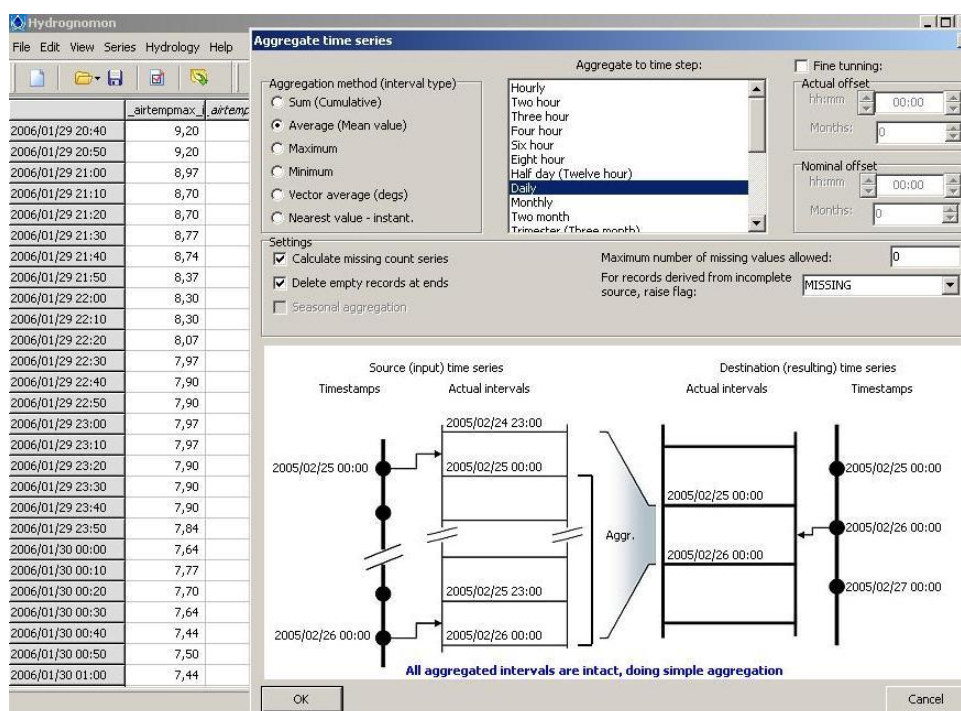 Hydrognomon
File Edit View Series Hydrology Help
_airtempmax_i airtemp
2006/01/29 20:40 9,20
2006/01/29 20:50 9,20
2006/01/29 21:00 8,97
2006/01/29 21:10 8,70
2006/01/29 21:20 8,70
2006/01/29 21:30 8,77
2006/01/29 21:40 8,74
2006/01/29 21:50 8,37
2006/01/29 22:00 8,30
2006/01/29 22:10 8,30
2006/01/29 22:20 8,07
2006/01/29 22:30 7,97
2006/01/29 22:40 7,90
2006/01/29 22:50 7,90
2006/01/29 23:00 7,97
2006/01/29 23:10 7,97
2006/01/29 23:20 7,90
2006/01/29 23:30 7,90
2006/01/29 23:40 7,90
2006/01/29 23:50 7,84
2006/01/30 00:00 7,64
2006/01/30 00:10 7,77
2006/01/30 00:20 7,70
2006/01/30 00:30 7,64
2006/01/30 00:40 7,44
2006/01/30 00:50 7,50
2006/01/30 01:00 7,44
Aggregate time series
Aggregation method (interval type)
Sum (Cumulative)
Average (Mean value)
Maximum
Minimum
Vector average (degs)
Nearest value - instant.
Aggregate to time step:
Hourly
Two hour
Three hour
Four hour
Six hour
Eight hour
Half day (Twelve hour)
Daily
Monthly
Two month
Trimester (Three month)
Fine tunning:
Actual offset
hh:mm 00:00
Months: 0
Nominal offset
hh:mm 00:00
Months: 0
Settings
Calculate missing count series
Delete empty records at ends
Seasonal aggregation
Maximum number of missing values allowed: 0
For records derived from incomplete
source, raise flag: MISSING
Source (input) time series
Timestamps Actual intervals
2005/02/24 23:00
2005/02/25 00:00 2005/02/25 00:00
2005/02/25 23:00
2005/02/26 00:00 2005/02/26 00:00
Aggr.
Destination (resulting) time series
Actual intervals Timestamps
2005/02/25 00:00
2005/02/25 00:00
2005/02/26 00:00
2005/02/26 00:00
2005/02/27 00:00
All aggregated intervals are intact, doing simple aggregation
OK
Cancel